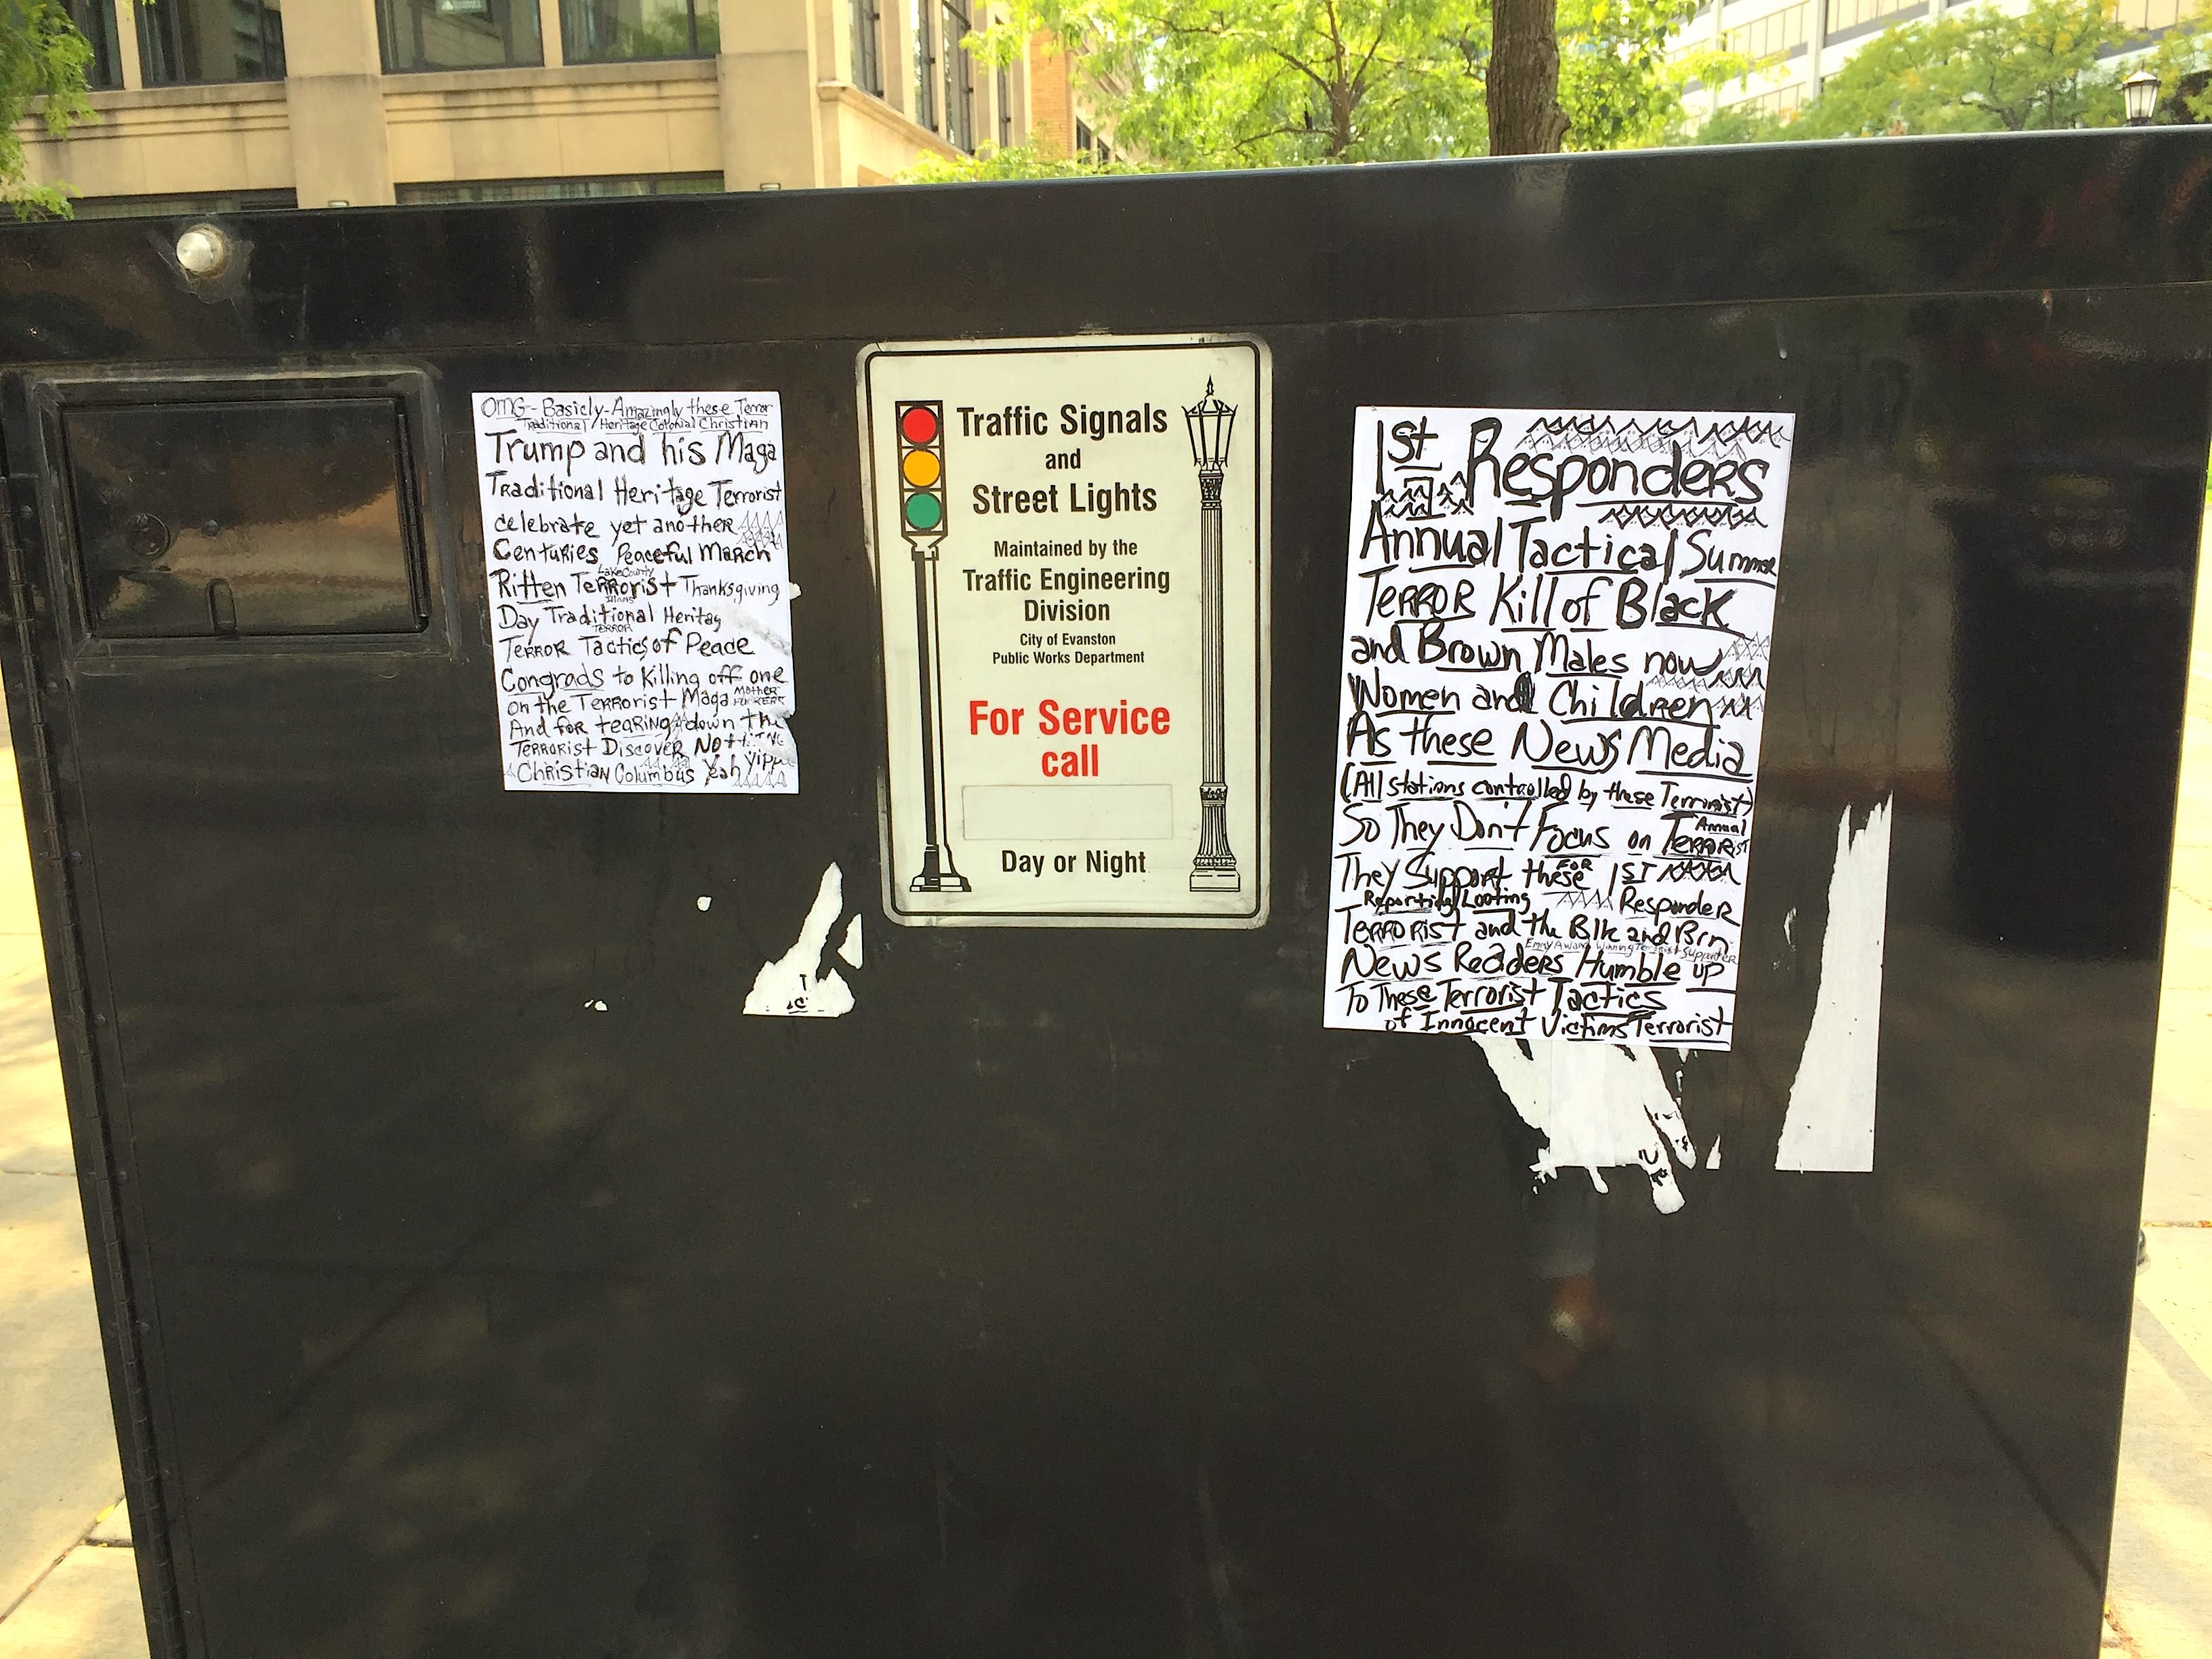 OMG-- Basicly- Amazingly these Terror
Traditional / Heritage Colonial Christian
Trump and his Maga
Traditional Heritage Terrorist
celebrate yet another
Centuries Peaceful March
Lake County
Ritten Terrorist Thanksgiving
Day Traditional Heritag
TERROR
Terror Tactics of Peace
Congrads to Killing off one
on the Terrorist Maga Mother
And for tearing down the
Terrorist Discover
Christian Columbus Yeah
Traffic Signals
and
Street Lights
Maintained by the
Traffic Engineering
Division
City of Evanston
Public Works Department
For Service
call
Day or Night
1st Responders
Annual Tactical Summer
Terror Kill of Black
and Brown Males now
Women and Children
As these News Media
(All stations controlled by these Terrorist)
So They Don't Focus on Annual Terrorist
They Support these FOR 1ST
Reporting/Looting Responder
Terrorist and the Blk and Brn
Emmy Award Winning Terrorist Supporter
News Readers Humble up
To These Terrorist Tactics
of Innocent Victims Terrorist